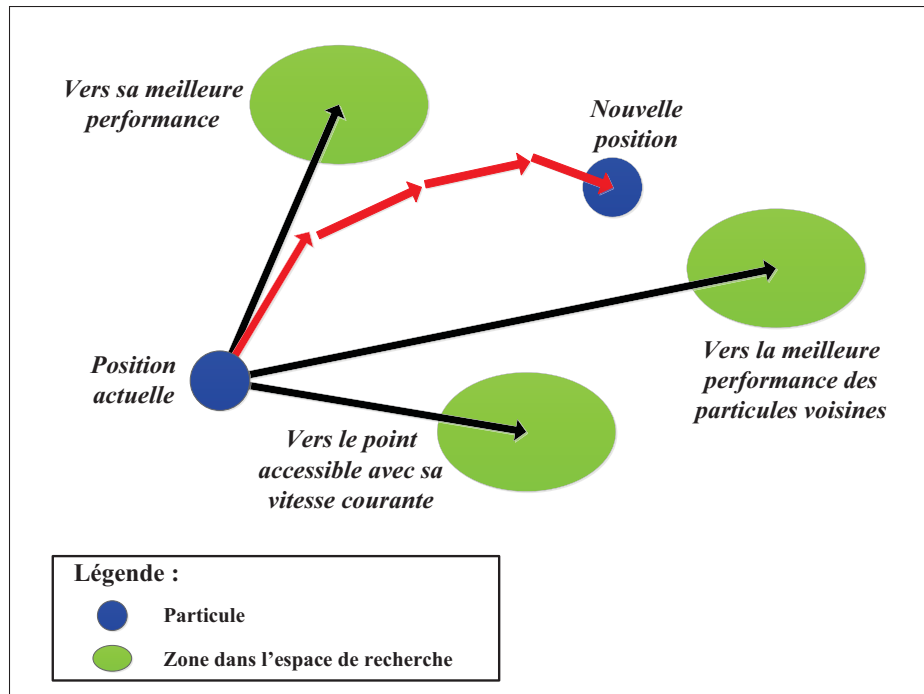 Vers sa meilleure
performance
Nouvelle
position
Position
actuelle
Vers la meilleure
performance des
particules voisines
Vers le point
accessible avec sa
vitesse courante
Légende :
Particule
Zone dans l’espace de recherche